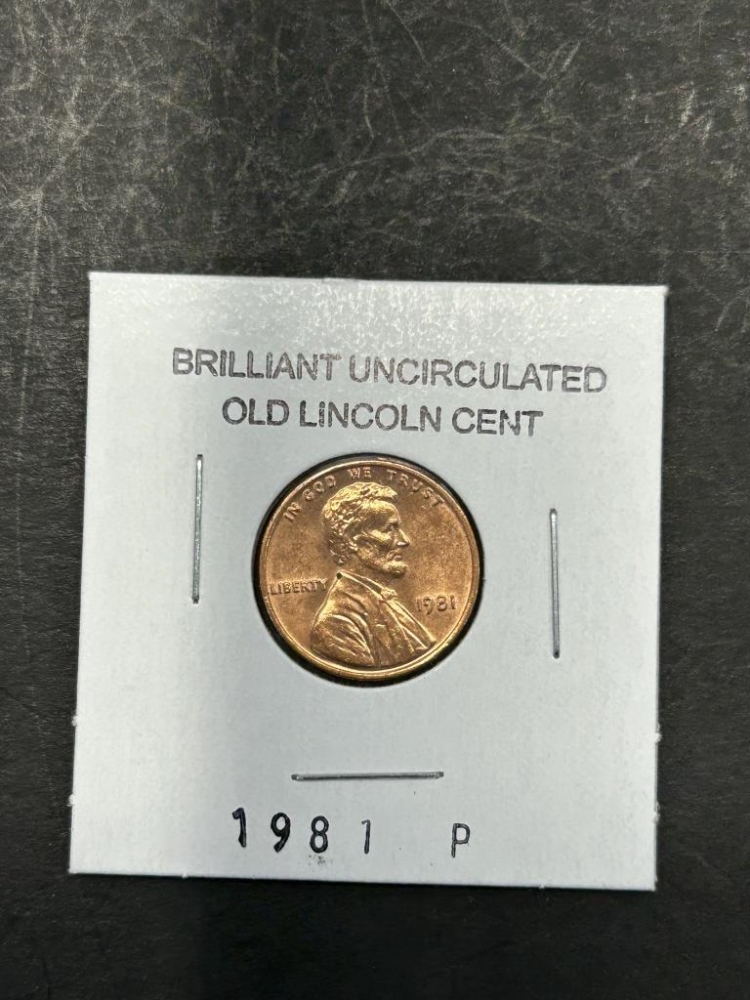 BRILLIANT UNCIRCULATED
OLD LINCOLN CENT
IN GOD WE TRUST
LIBERTY
1981
1981 P